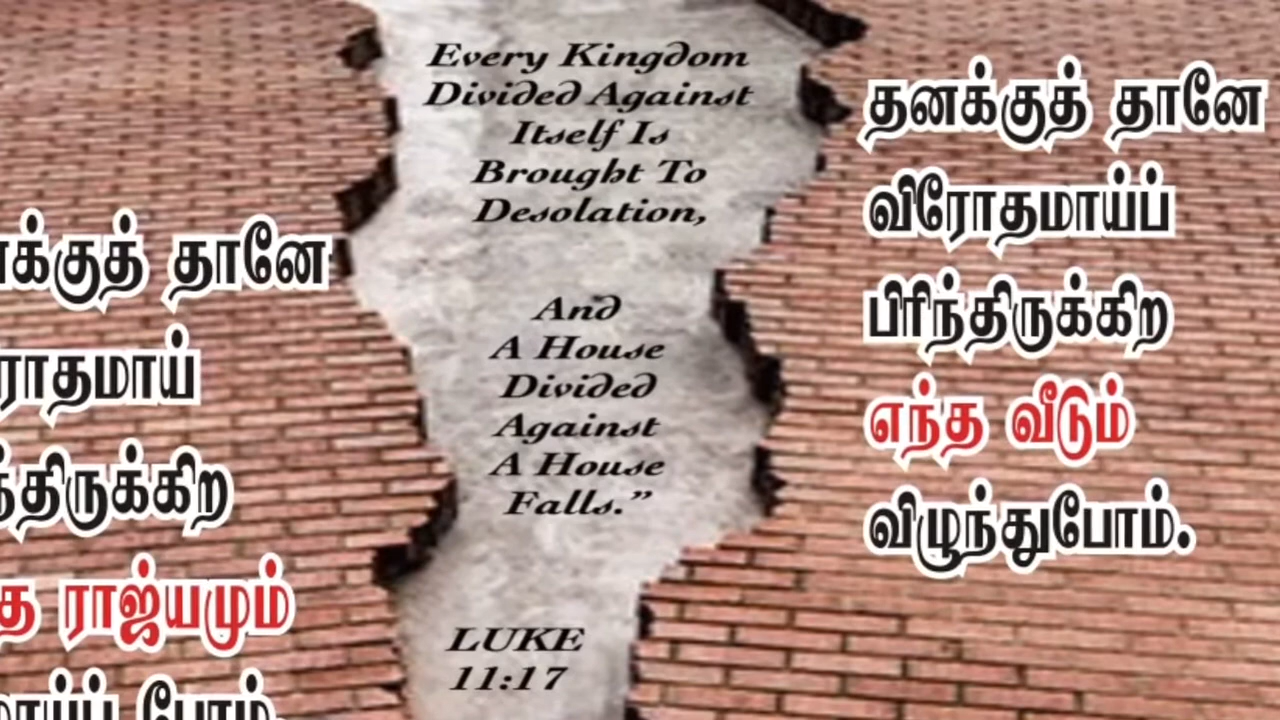 தானே
ராஜ்யமும்
Every Kingdom
Divided Against
Itself Is
Brought To
Desolation,
And
A House
Divided
Against
A House
Falls.”
LUKE
11:17
தனக்குத் தானே
விரோதமாய்ப்
பிரிந்திருக்கிற
எந்த வீடும்
விழுந்துபோம்.